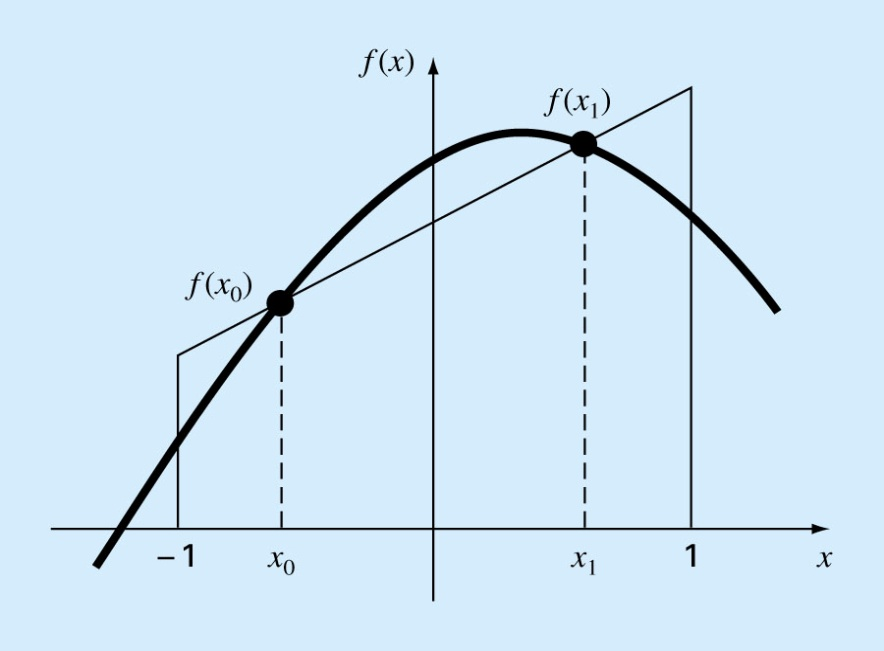 f(x)
f(x₁)
f(x₀)
−1 x₀ x₁ 1 x